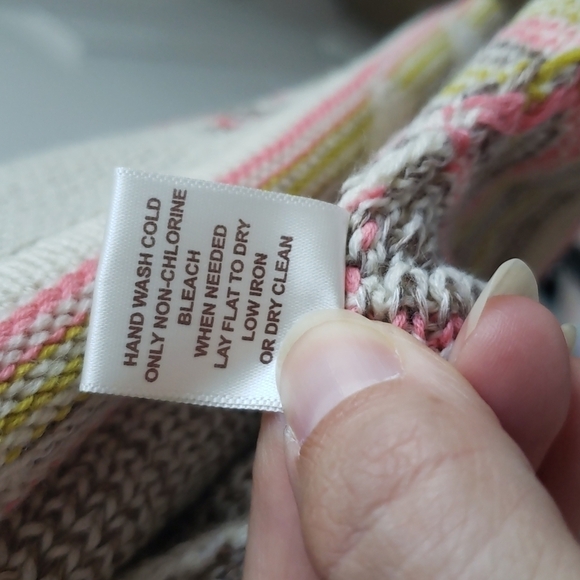 HAND WASH COLD
ONLY NON-CHLORINE
BLEACH
WHEN NEEDED
LAY FLAT TO DRY
LOW IRON
OR DRY CLEAN